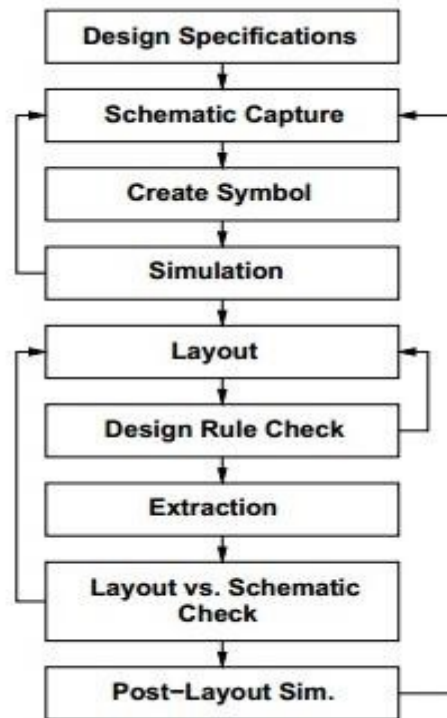 Design Specifications
Schematic Capture
Create Symbol
Simulation
Layout
Design Rule Check
Extraction
Layout vs. Schematic
Check
Post-Layout Sim.